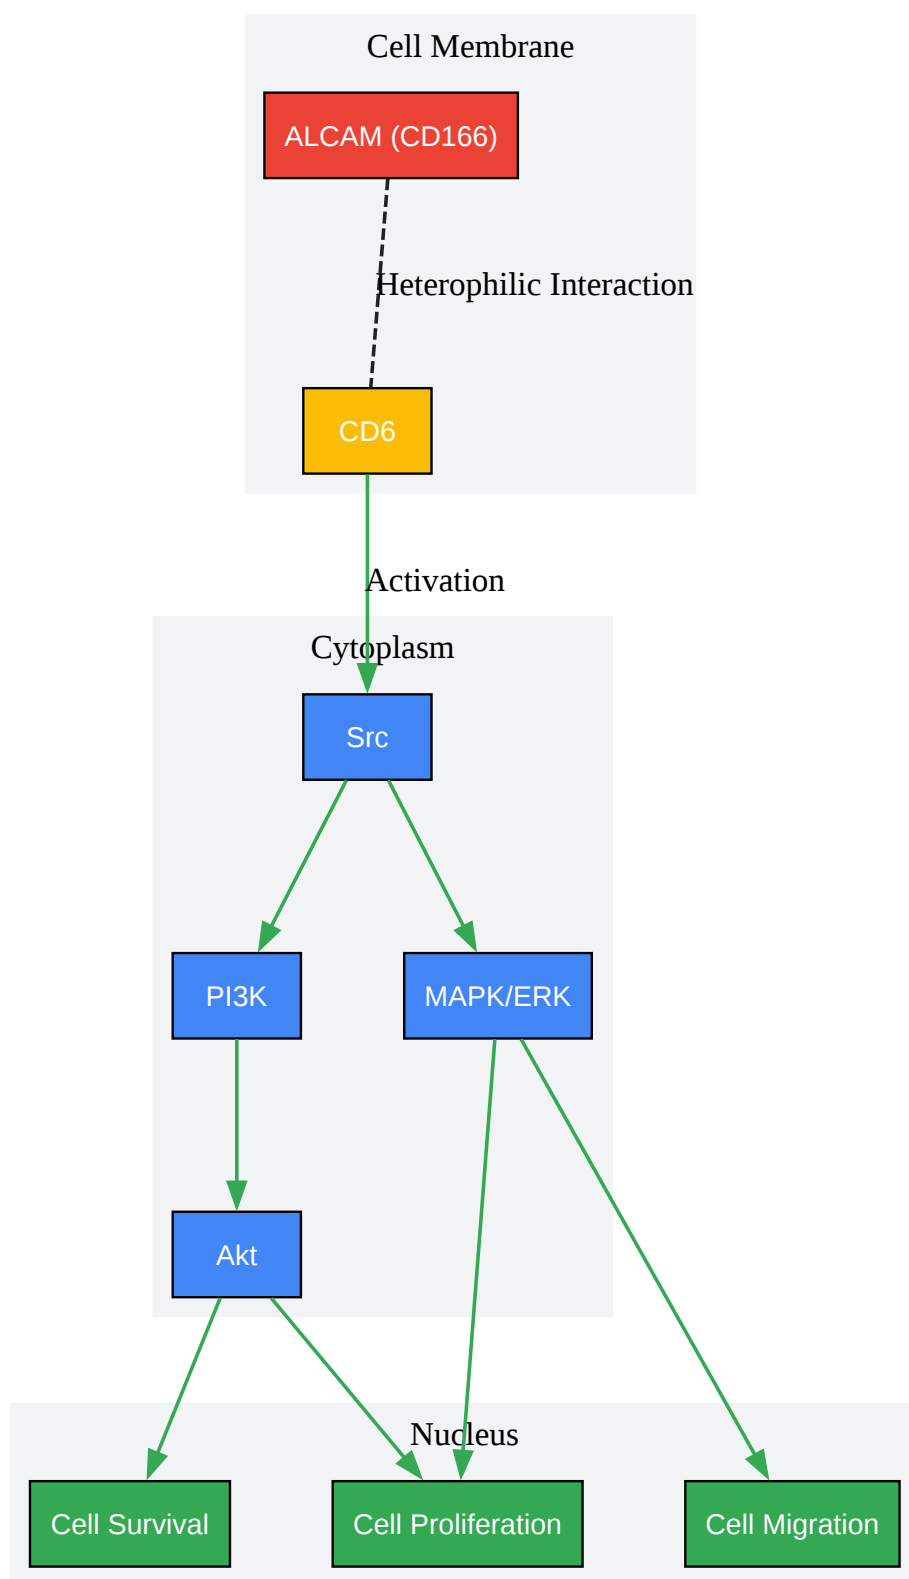 Cell Membrane
ALCAM (CD166)
Heterophilic Interaction
CD6
Activation
Cytoplasm
Src
PI3K
MAPK/ERK
Akt
Nucleus
Cell Survival
Cell Proliferation
Cell Migration